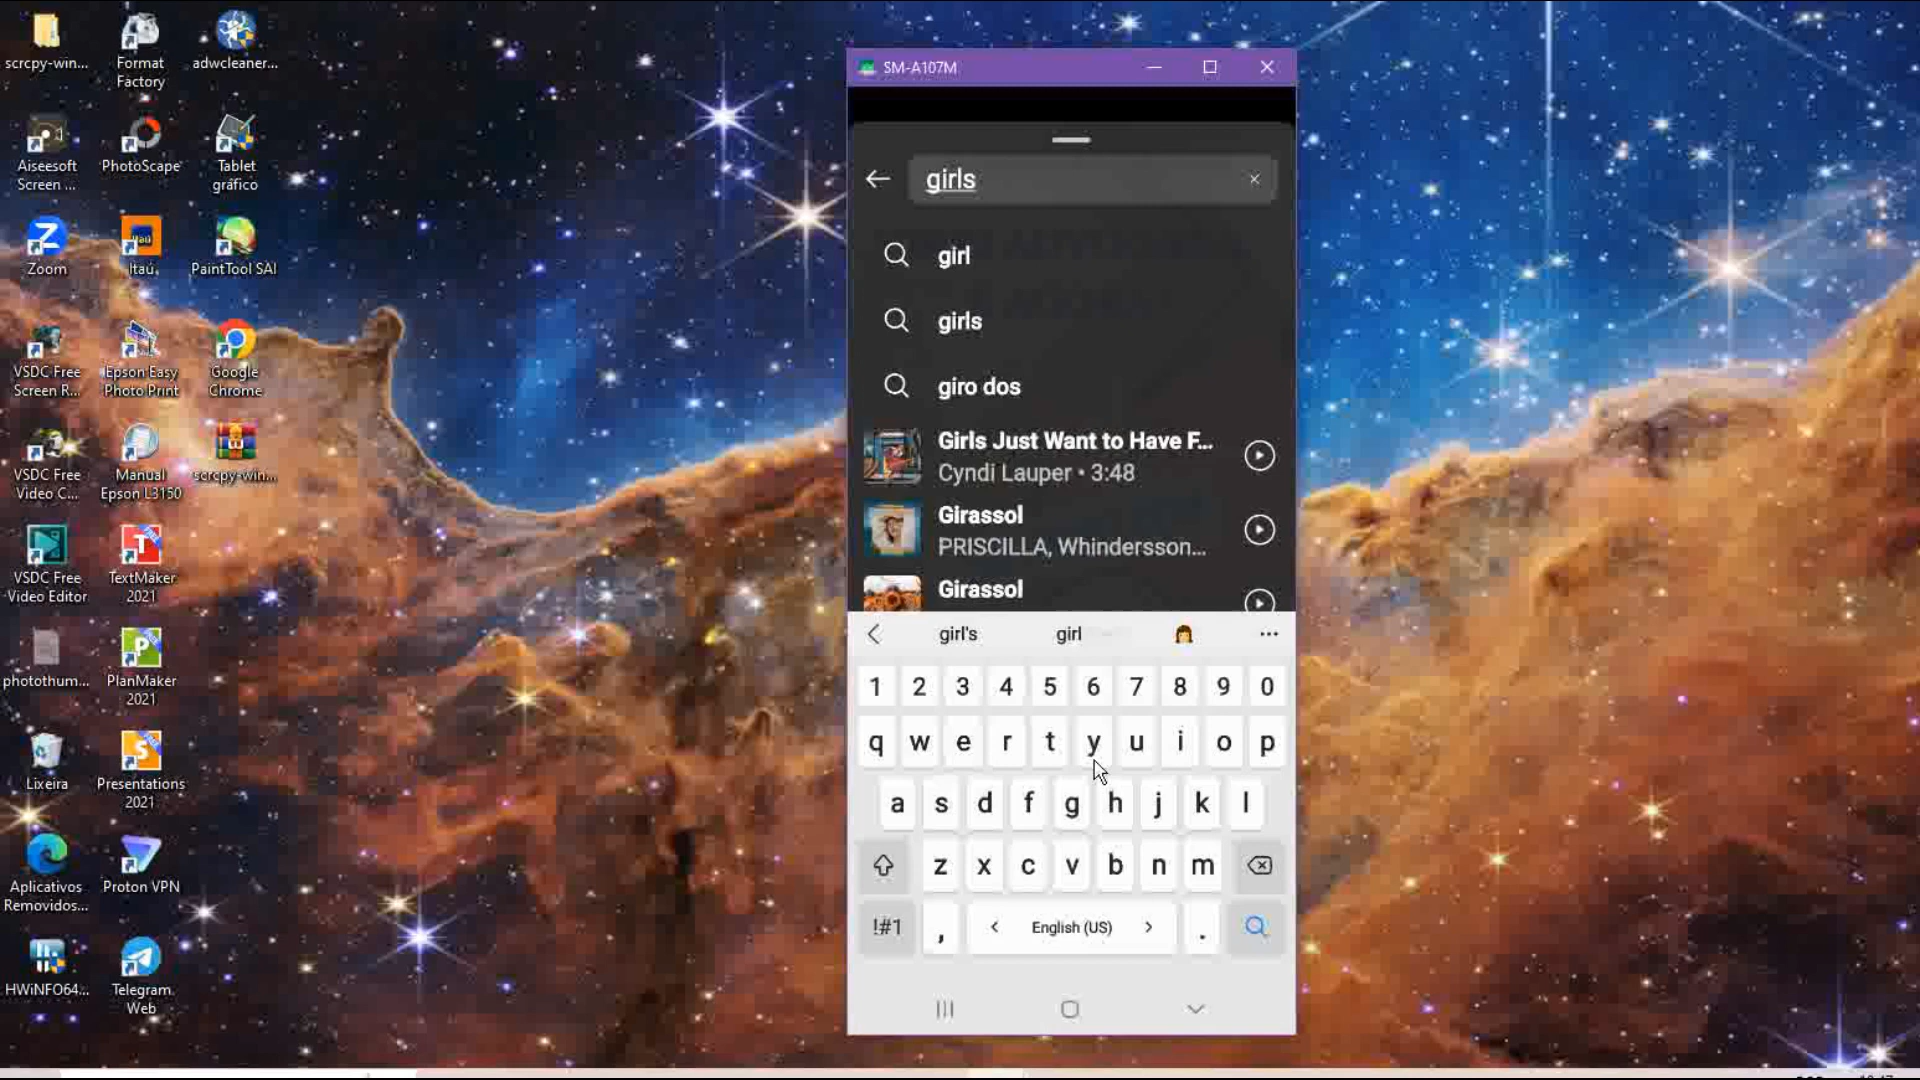 scrcpy-win...
Format
Factory
adwcleaner...
Aiseesoft
Screen ...
PhotoScape
Tablet
gráfico
Zoom
Itaú
PaintTool SAI
VSDC Free
Screen R...
Epson Easy
Photo Print
Google
Chrome
VSDC Free
Video C...
Manual
Epson L3150
scrcpy-win...
VSDC Free
Video Editor
TextMaker
2021
photothum...
PlanMaker
2021
Lixeira
Presentations
2021
Aplicativos
Removidos...
Proton VPN
HWiNFO64...
Telegram
Web
SM-A107M
girls
girl
girls
giro dos
Girls Just Want to Have F...
Cyndi Lauper • 3:48
Girassol
PRISCILLA, Whindersson...
Girassol
girl's girl
1 2 3 4 5 6 7 8 9 0
q w e r t y u i o p
a s d f g h j k l
z x c v b n m
!#1 , < English (US) > .